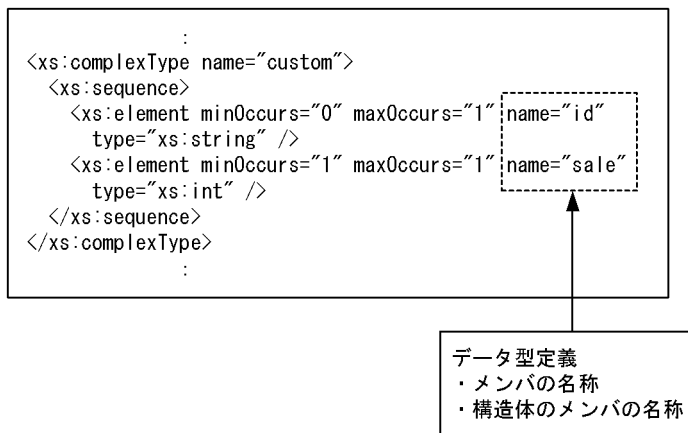 :
<xs:complexType name="custom">
<xs:sequence>
<xs:element minOccurs="0" maxOccurs="1" name="id"
type="xs:string" />
<xs:element minOccurs="1" maxOccurs="1" name="sale"
type="xs:int" />
</xs:sequence>
</xs:complexType>
:
データ型定義
・メンバの名称
・構造体のメンバの名称